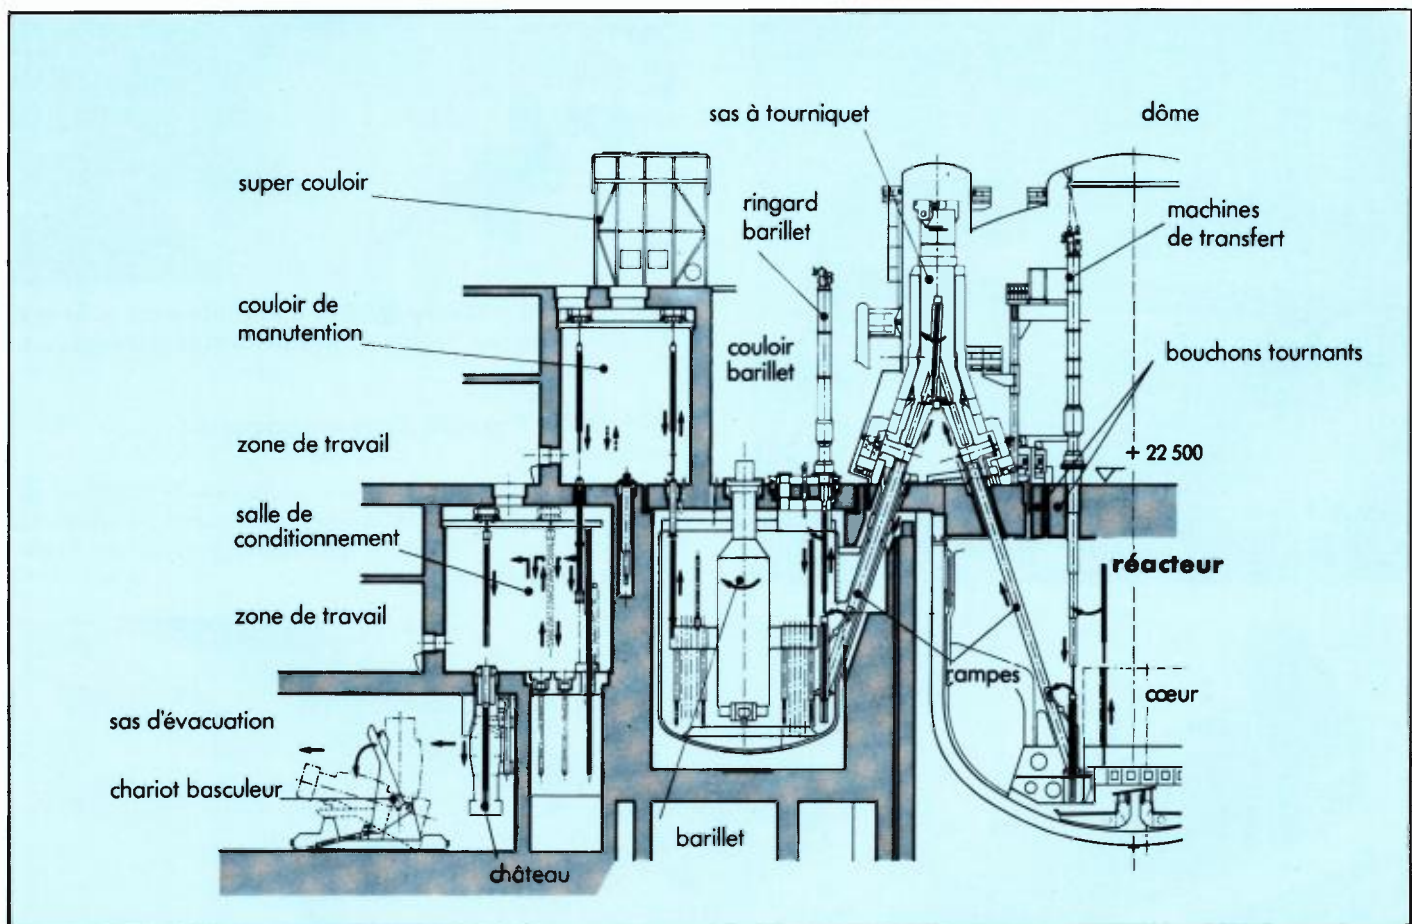 sas à tourniquet
dôme
super couloir
ringard
barillet
machines
de transfert
couloir de
manutention
couloir
barillet
bouchons tournants
zone de travail
+ 22 500
salle de
conditionnement
réacteur
zone de travail
rampes
cœur
sas d'évacuation
chariot basculeur
barillet
château